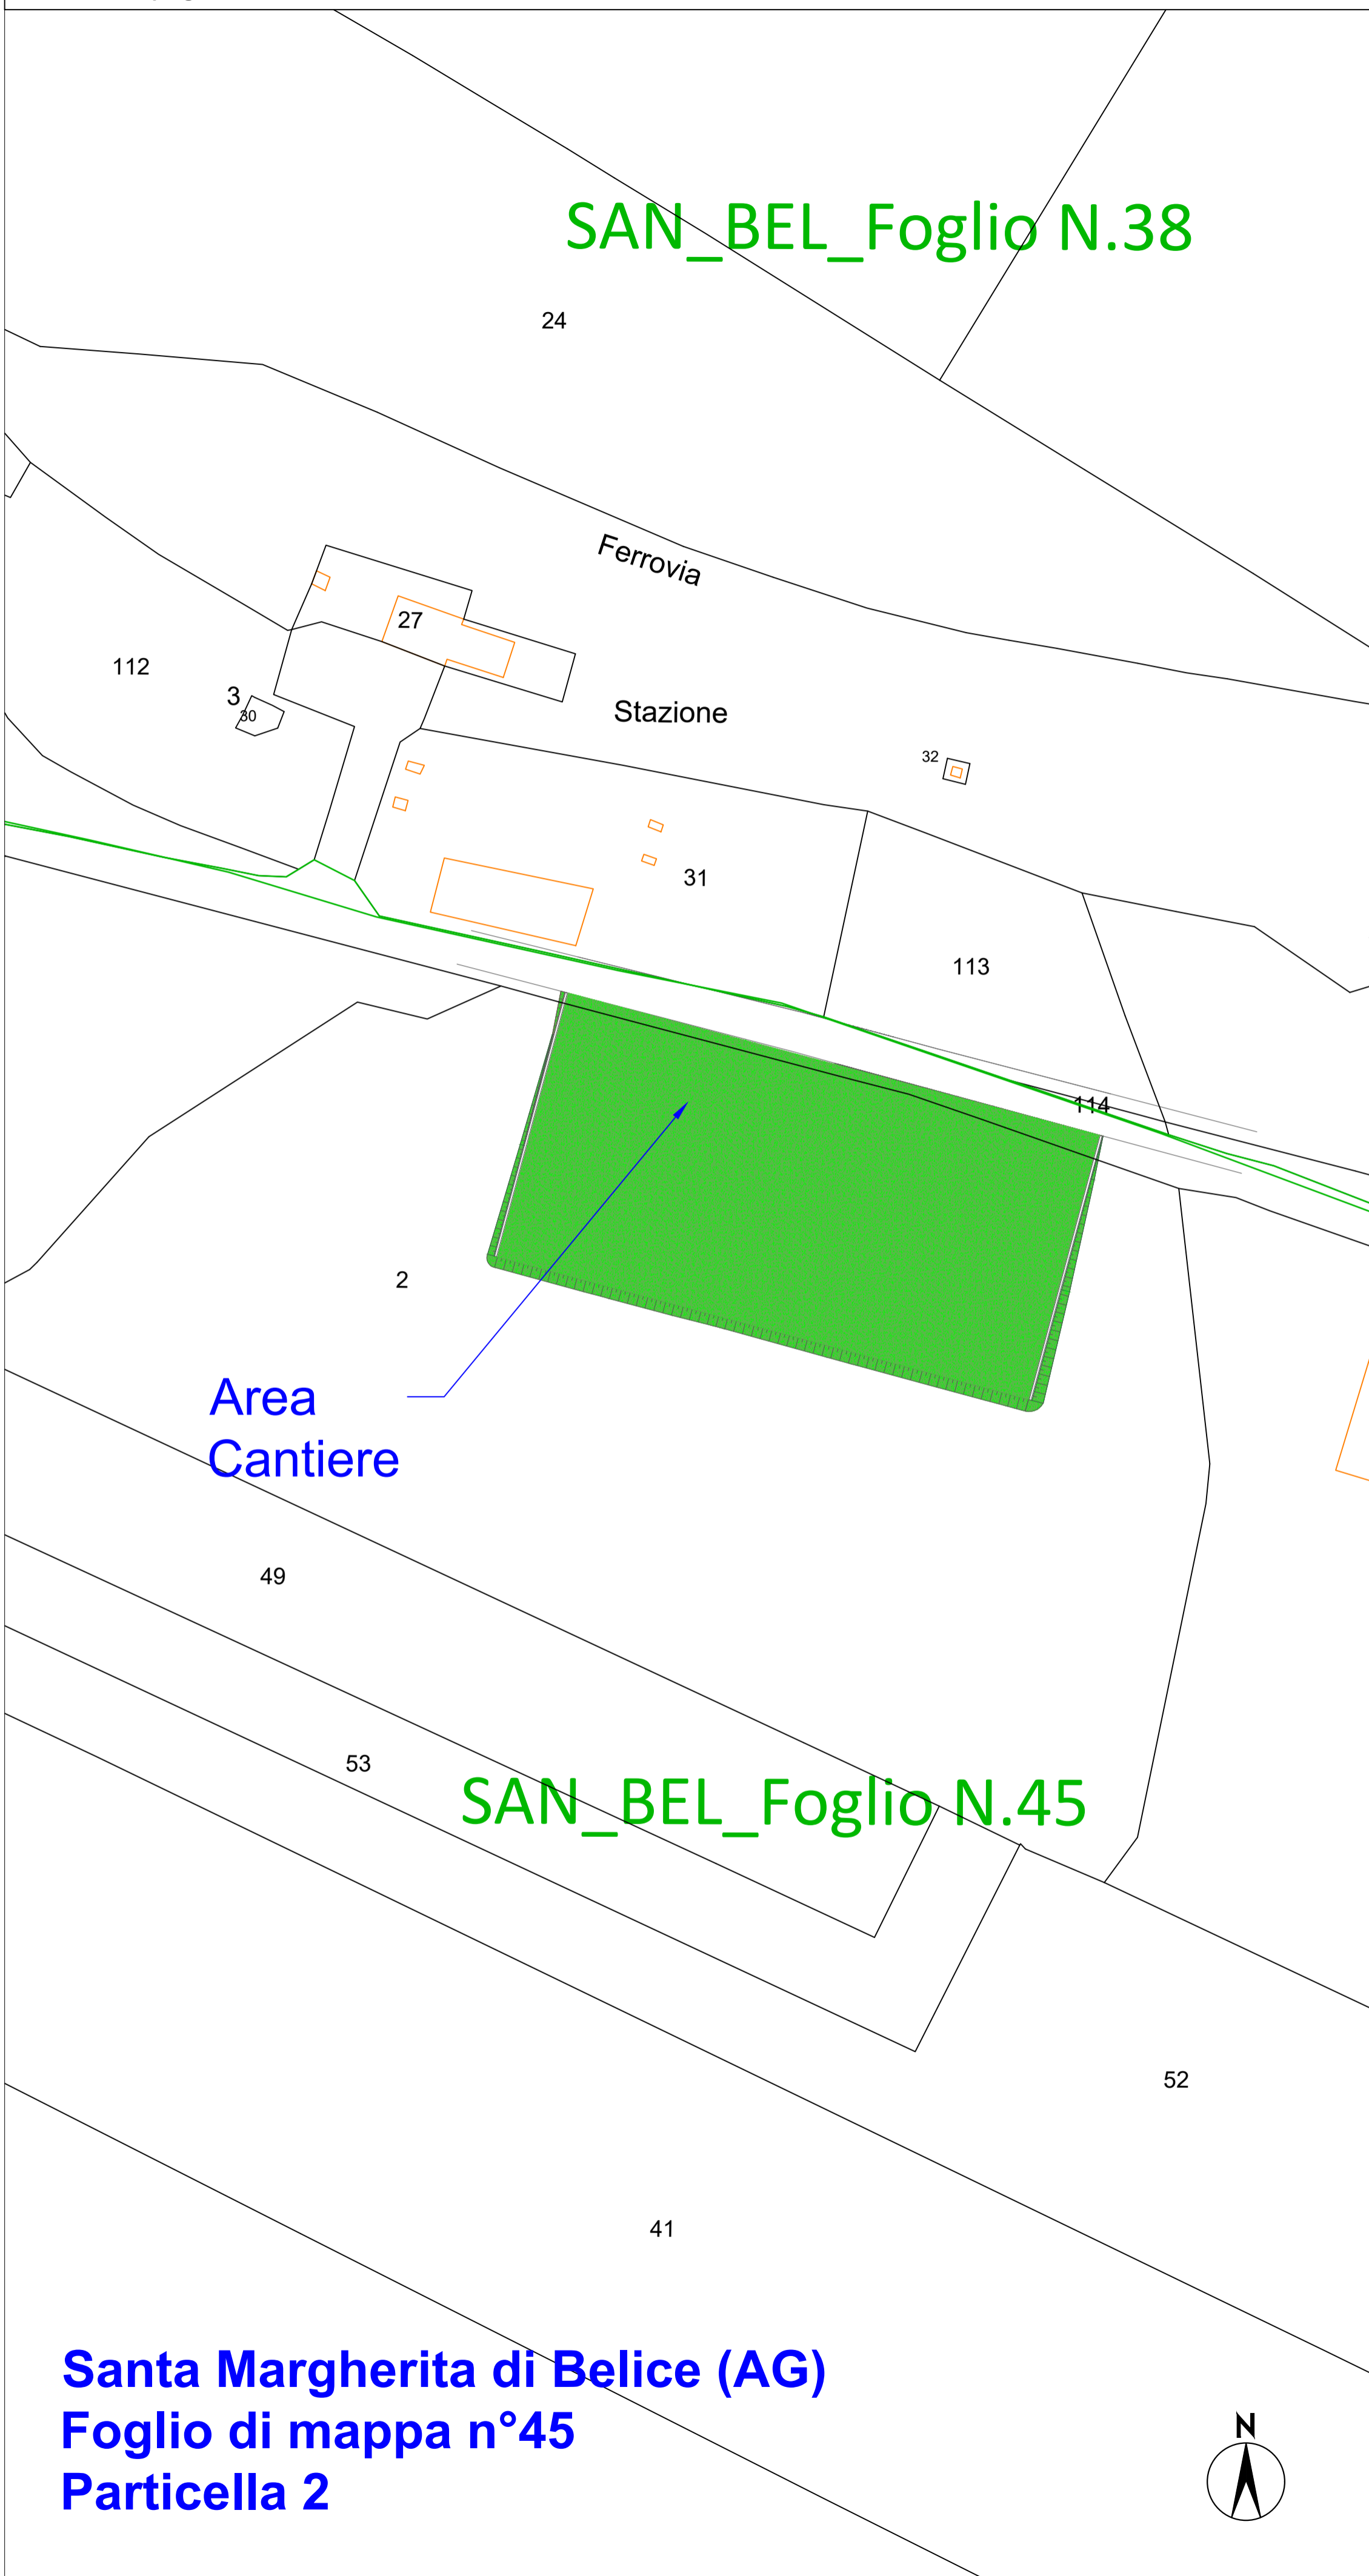 SAN_BEL_Foglio N.38
24
Ferrovia
27
112
3
30
Stazione
32
31
113
114
2
Area
Cantiere
49
53
SAN_BEL_Foglio N.45
52
41
Santa Margherita di Belice (AG)
Foglio di mappa n°45
Particella 2
N